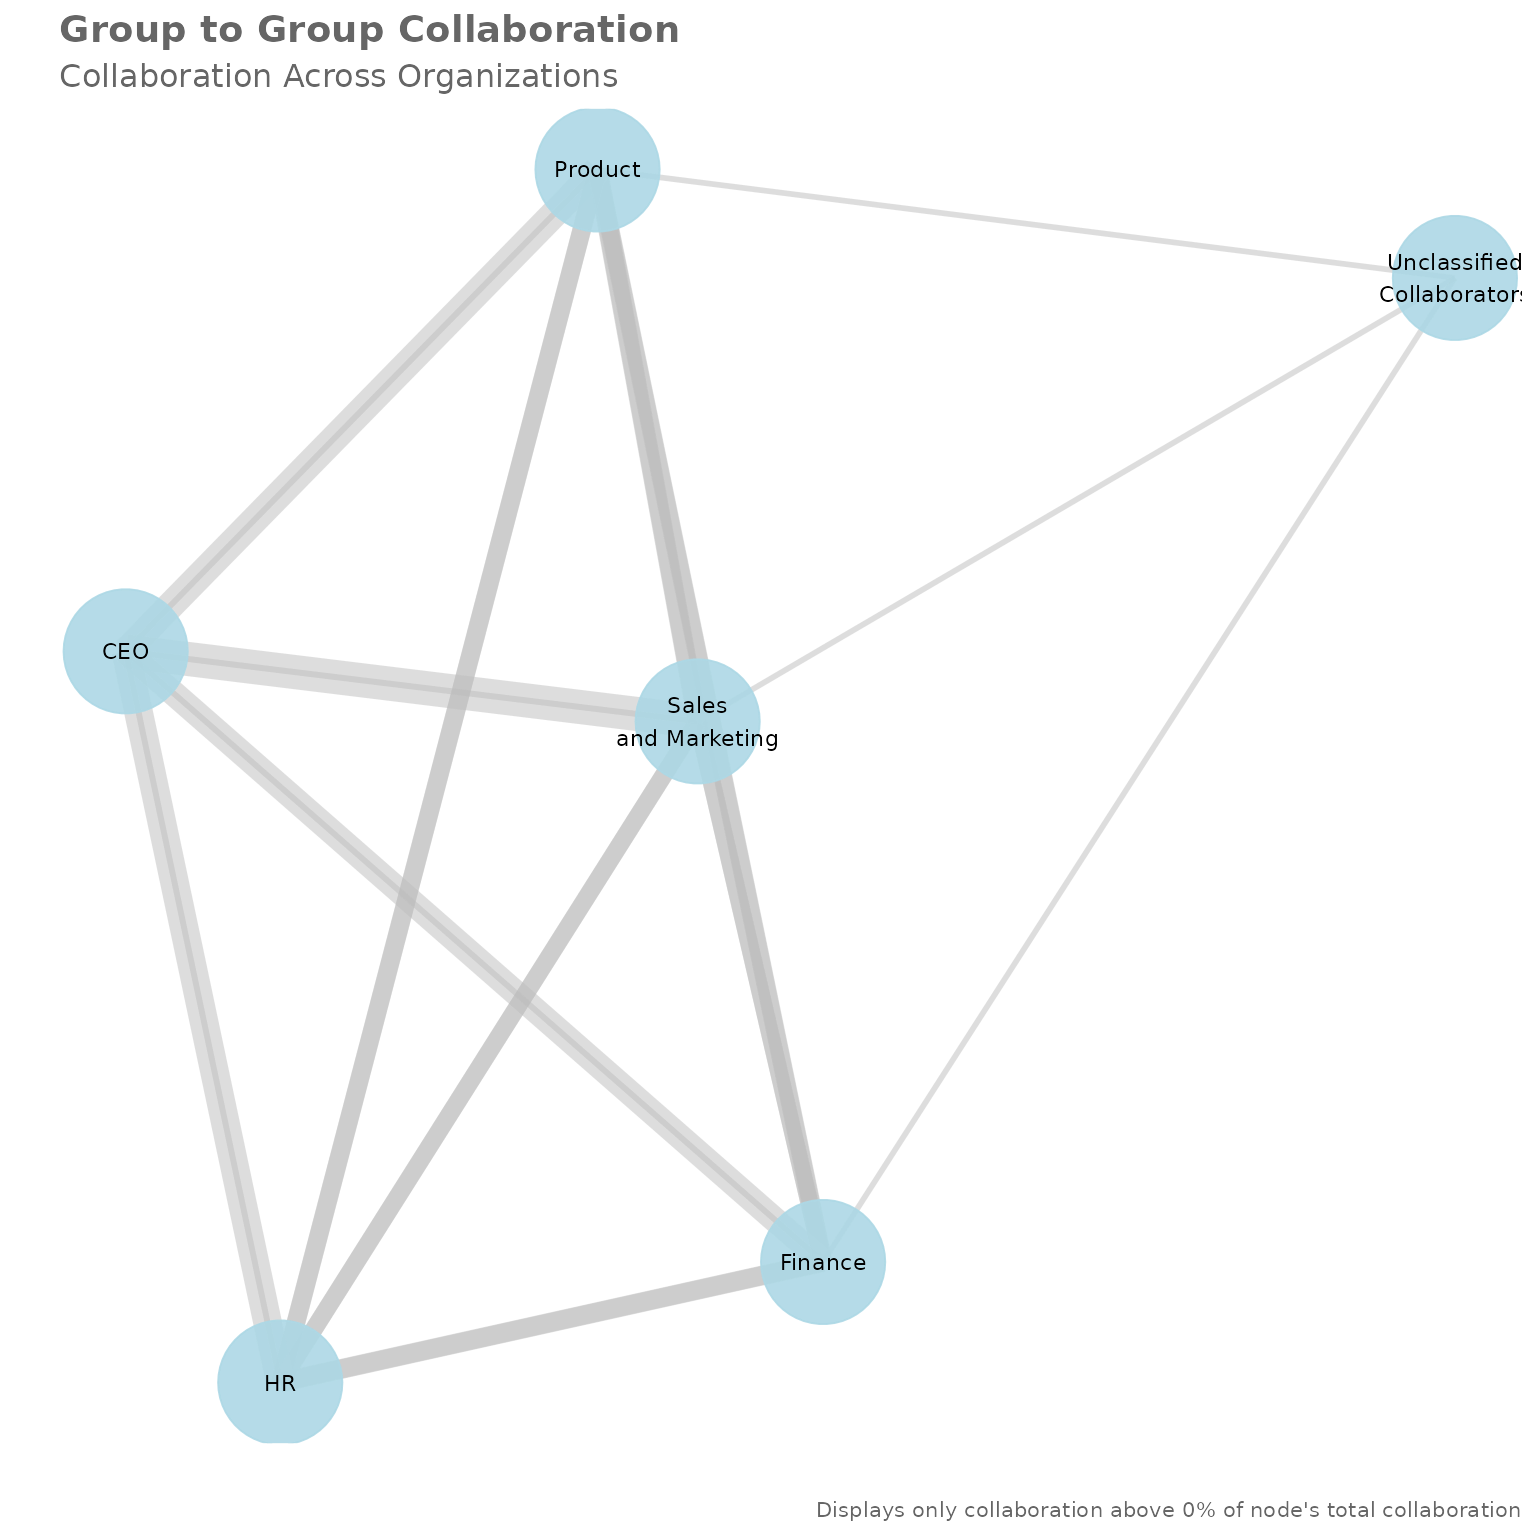 Group to Group Collaboration
Collaboration Across Organizations
Product
Unclassified
Collaborators
CEO
Sales
and Marketing
Finance
HR
Displays only collaboration above 0% of node's total collaboration